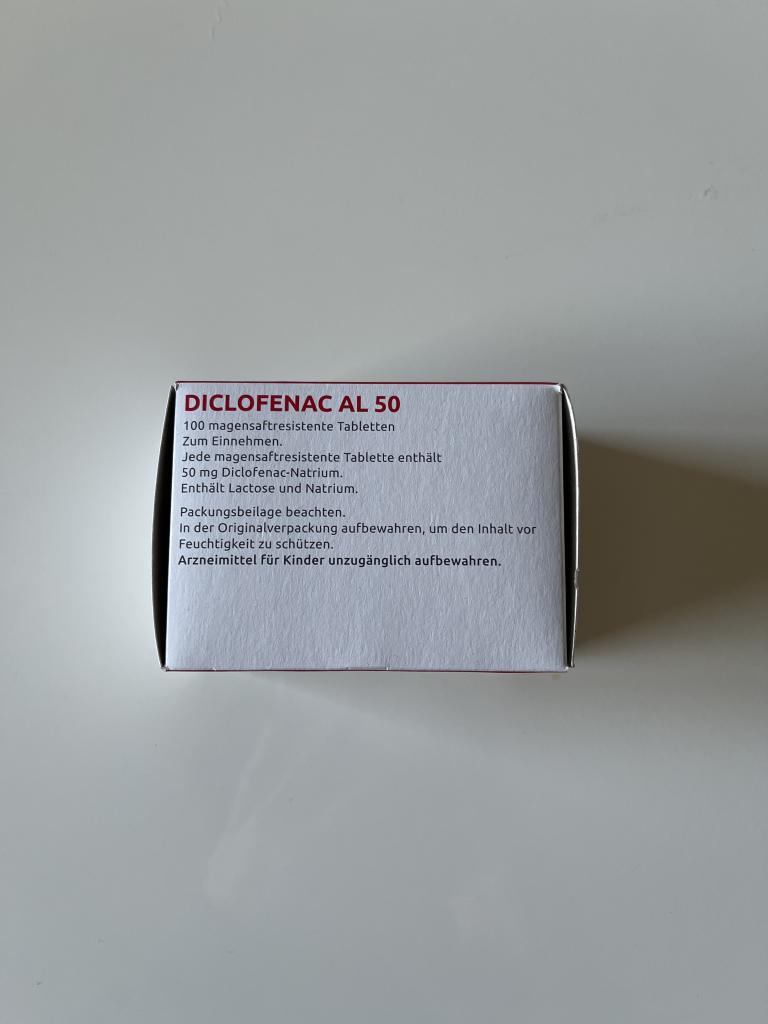 DICLOFENAC AL 50
100 magensaftresistente Tabletten
Zum Einnehmen.
Jede magensaftresistente Tablette enthält
50 mg Diclofenac-Natrium.
Enthält Lactose und Natrium.
Packungsbeilage beachten.
In der Originalverpackung aufbewahren, um den Inhalt vor
Feuchtigkeit zu schützen.
Arzneimittel für Kinder unzugänglich aufbewahren.